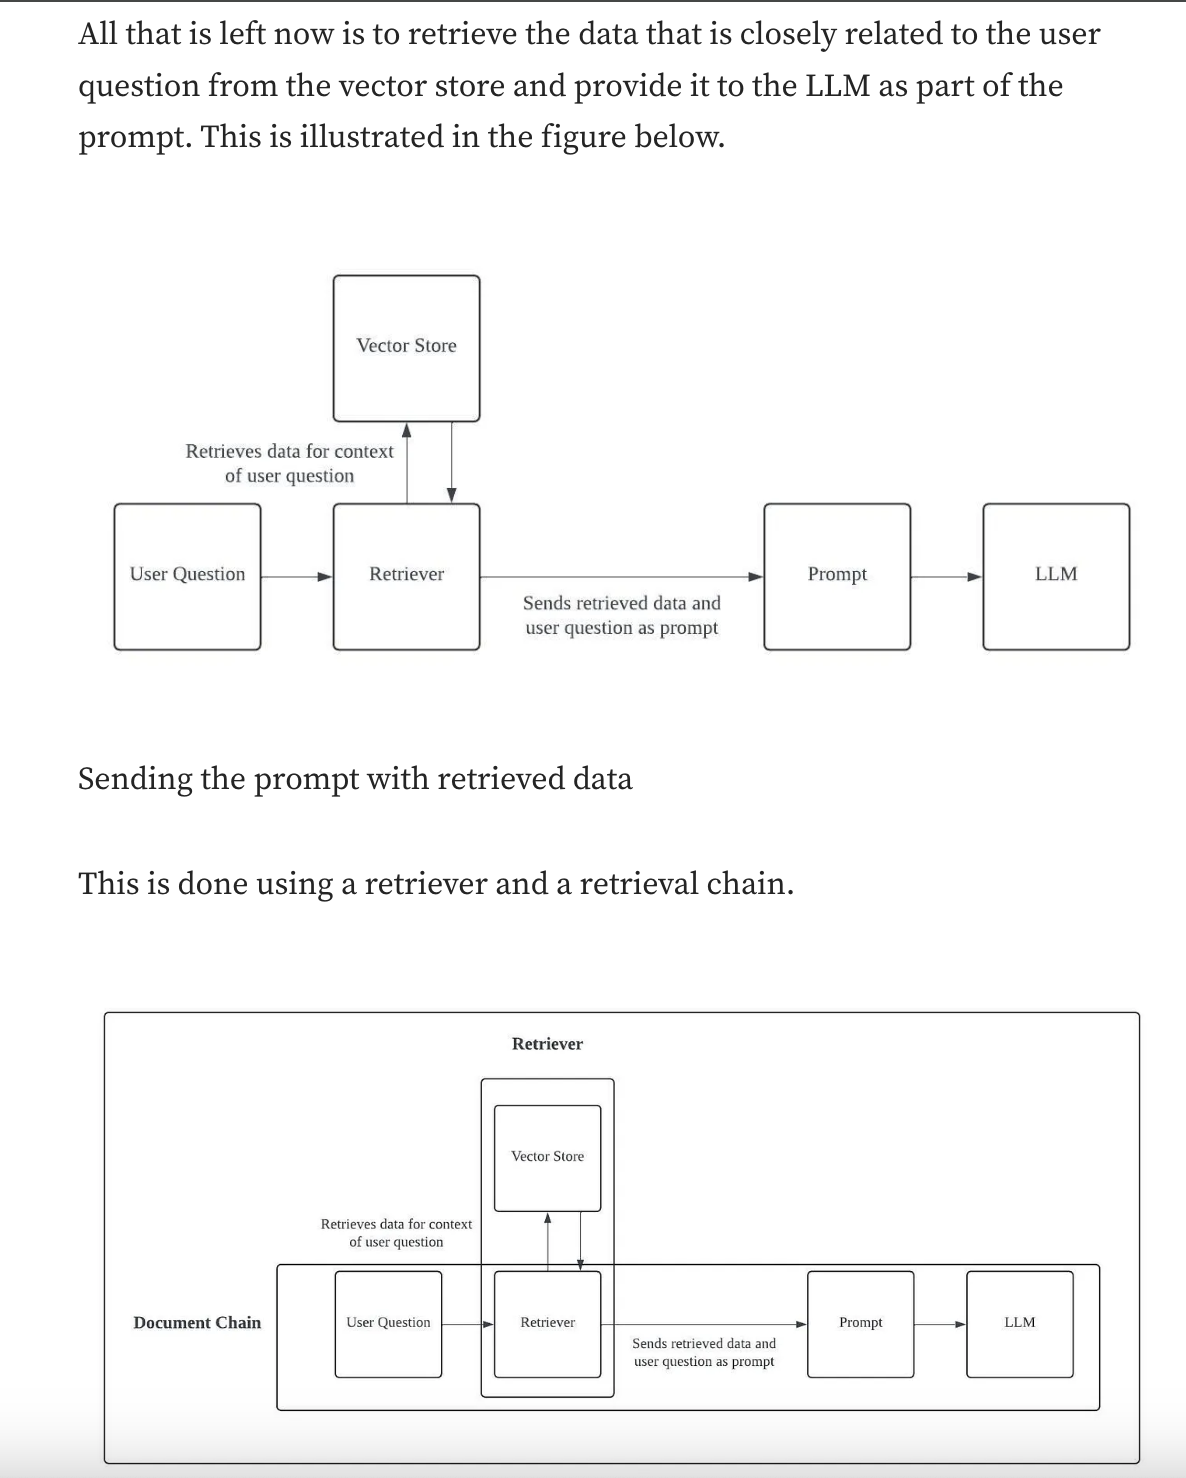 All that is left now is to retrieve the data that is closely related to the user
question from the vector store and provide it to the LLM as part of the
prompt. This is illustrated in the figure below.
Vector Store
Retrieves data for context
of user question
User Question
Retriever
Sends retrieved data and
user question as prompt
Prompt
LLM
Sending the prompt with retrieved data
This is done using a retriever and a retrieval chain.
Retriever
Vector Store
Retrieves data for context
of user question
Document Chain
User Question
Retriever
Sends retrieved data and
user question as prompt
Prompt
LLM